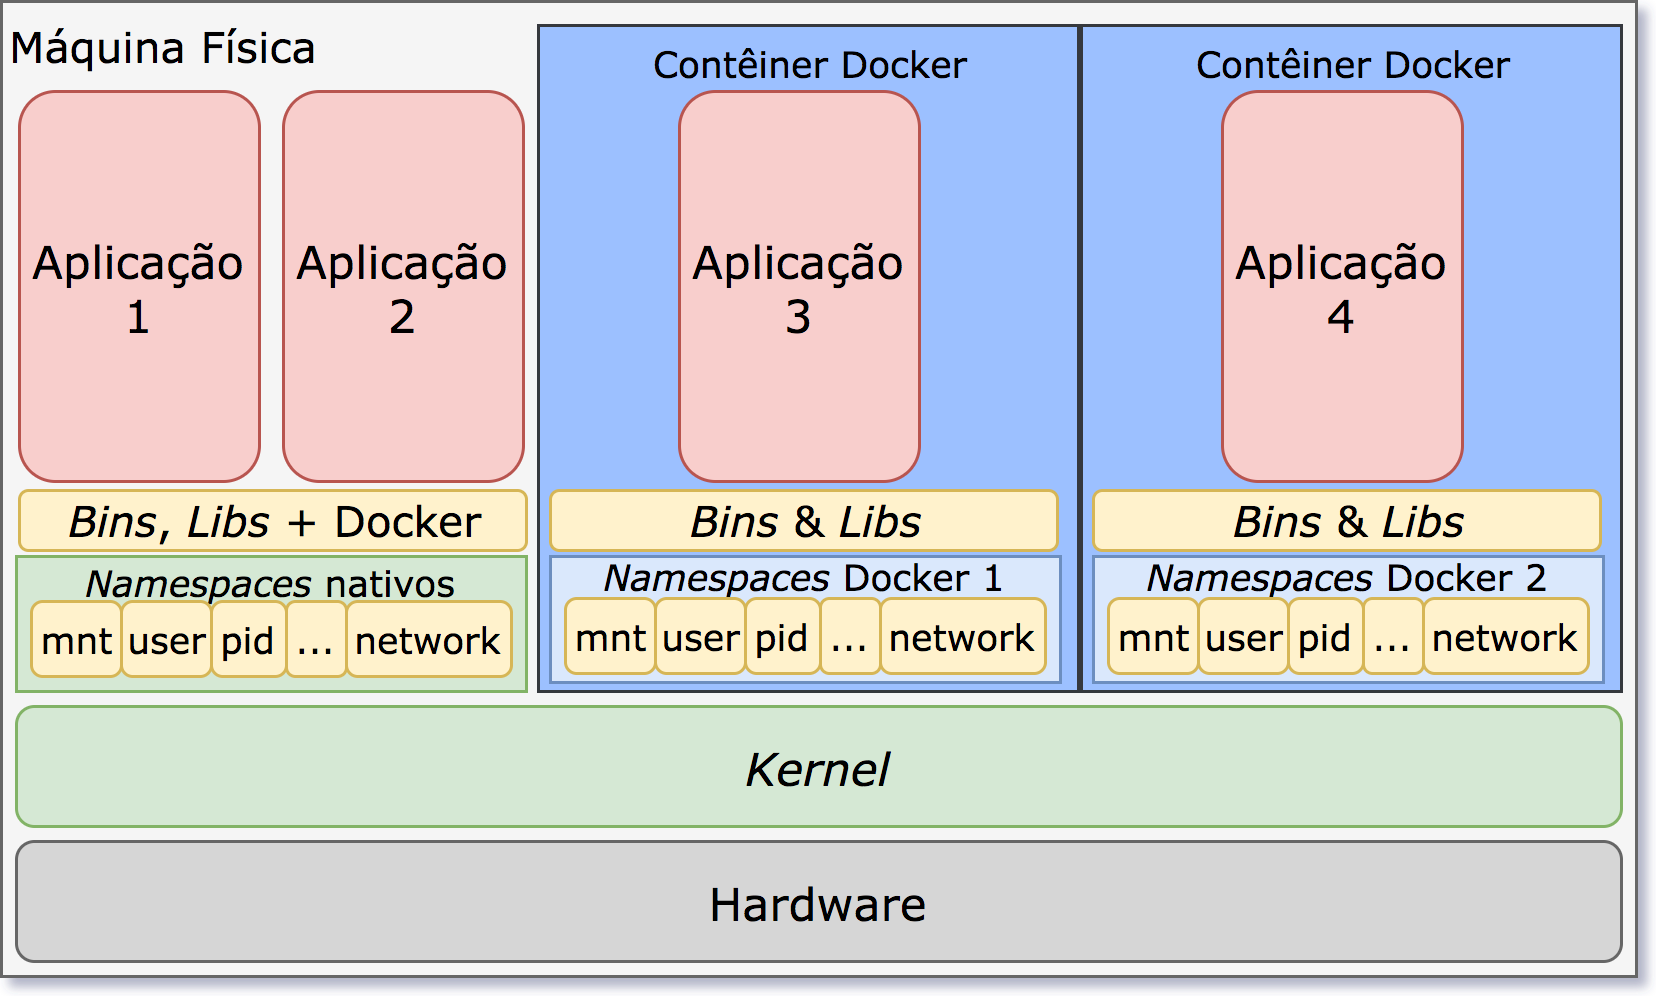 Máquina Física
Aplicação
1
Aplicação
2
Bins, Libs + Docker
Namespaces nativos
mnt user pid ... network
Contêiner Docker
Aplicação
3
Bins & Libs
Namespaces Docker 1
mnt user pid ... network
Contêiner Docker
Aplicação
4
Bins & Libs
Namespaces Docker 2
mnt user pid ... network
Kernel
Hardware